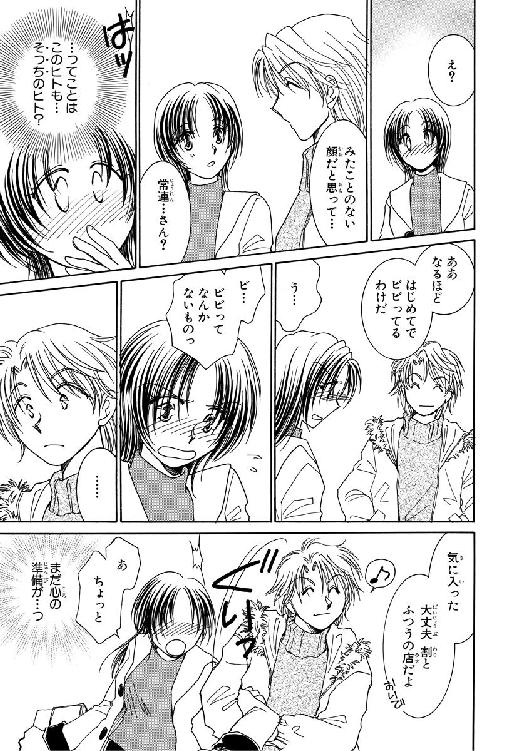 え?
みたことのない
顔だと思って…
常連…さん?
はっ
…ってことは
このヒトも…
そっちのヒト?
ああ
なるほど
はじめてで
ビビってる
わけだ
う…
ビ…
ビビって
なんか
ないものっ
……
気に入った
大丈夫 割と
ふつうの店だよ
おいで
ぐいっ
あ
ちょっと
まだ心の
準備が…っ